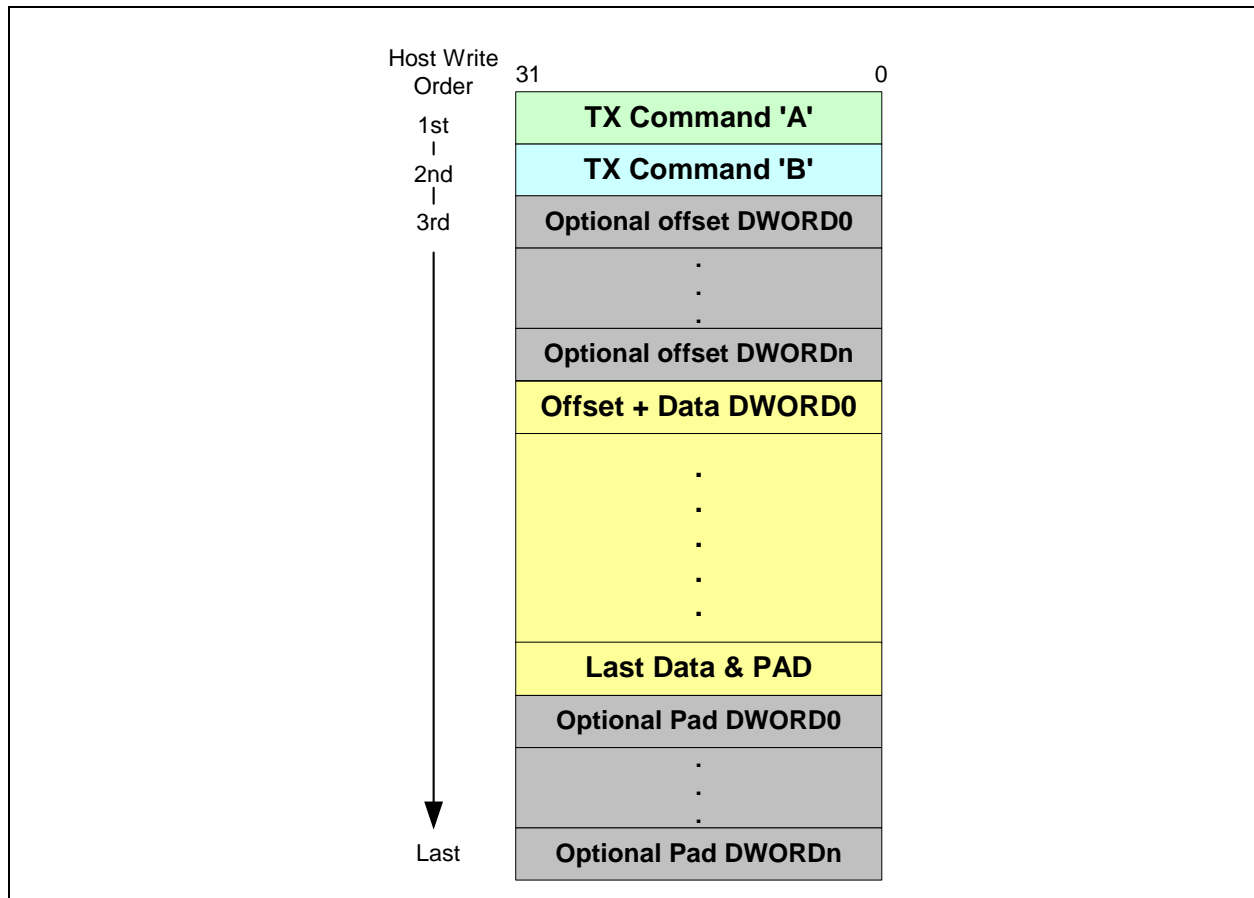 Host Write
Order
31
0
1st
TX Command 'A'
2nd
TX Command 'B'
3rd
Optional offset DWORD0
.
.
.
Optional offset DWORDn
Offset + Data DWORD0
.
.
.
.
.
Last Data & PAD
Optional Pad DWORD0
.
.
.
Last
Optional Pad DWORDn